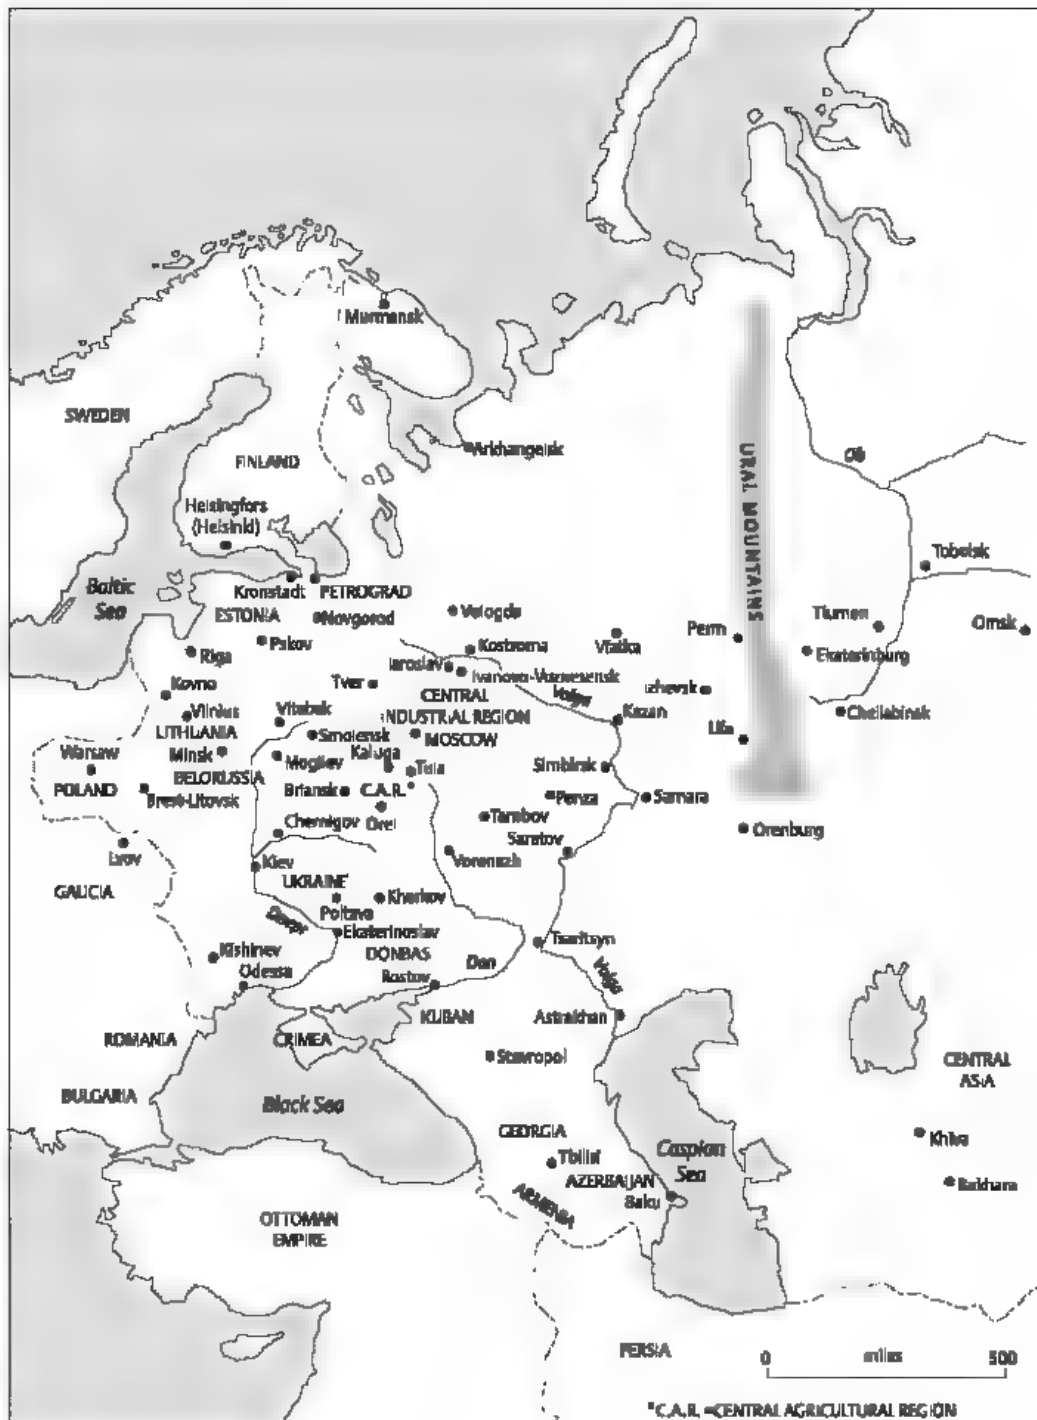 Murmansk
SWEDEN
Arkhangelsk
FINLAND
Ob
URAL MOUNTAINS
Helsingfors
(Helsinki)
Tobolsk
Baltic
Sea
Kronstadt
PETROGRAD
ESTONIA
Novgorod
Vologda
Tiumen
Omsk
Pskov
Kostroma
Viatka
Perm
Ekaterinburg
Riga
Iaroslavl
Ivanovo-Voznesensk
Kovno
Tver
CENTRAL
INDUSTRIAL REGION
Volga
Izhevsk
Vilnius
Vitebsk
Kazan
Cheliabinsk
LITHUANIA
Smolensk
MOSCOW
Ufa
Warsaw
Minsk
Mogilev
Kaluga
Tula
Simbirsk
POLAND
BELORUSSIA
Brest-Litovsk
Briansk
C.A.R.*
Penza
Samara
Orel
Tambov
Chernigov
Saratov
Orenburg
Lvov
Voronezh
Kiev
GALICIA
UKRAINE
Kharkov
Poltava
Dnepr
Ekaterinoslav
Tsaritsyn
Kishinev
DONBAS
Don
Volga
Odessa
Rostov
Astrakhan
KUBAN
ROMANIA
CRIMEA
Stavropol
CENTRAL
ASIA
BULGARIA
Black Sea
GEORGIA
Caspian
Sea
Khiva
Tbilisi
AZERBAIJAN
Baku
Bukhara
ARMENIA
OTTOMAN
EMPIRE
PERSIA
0 miles 500
*C.A.R. =CENTRAL AGRICULTURAL REGION